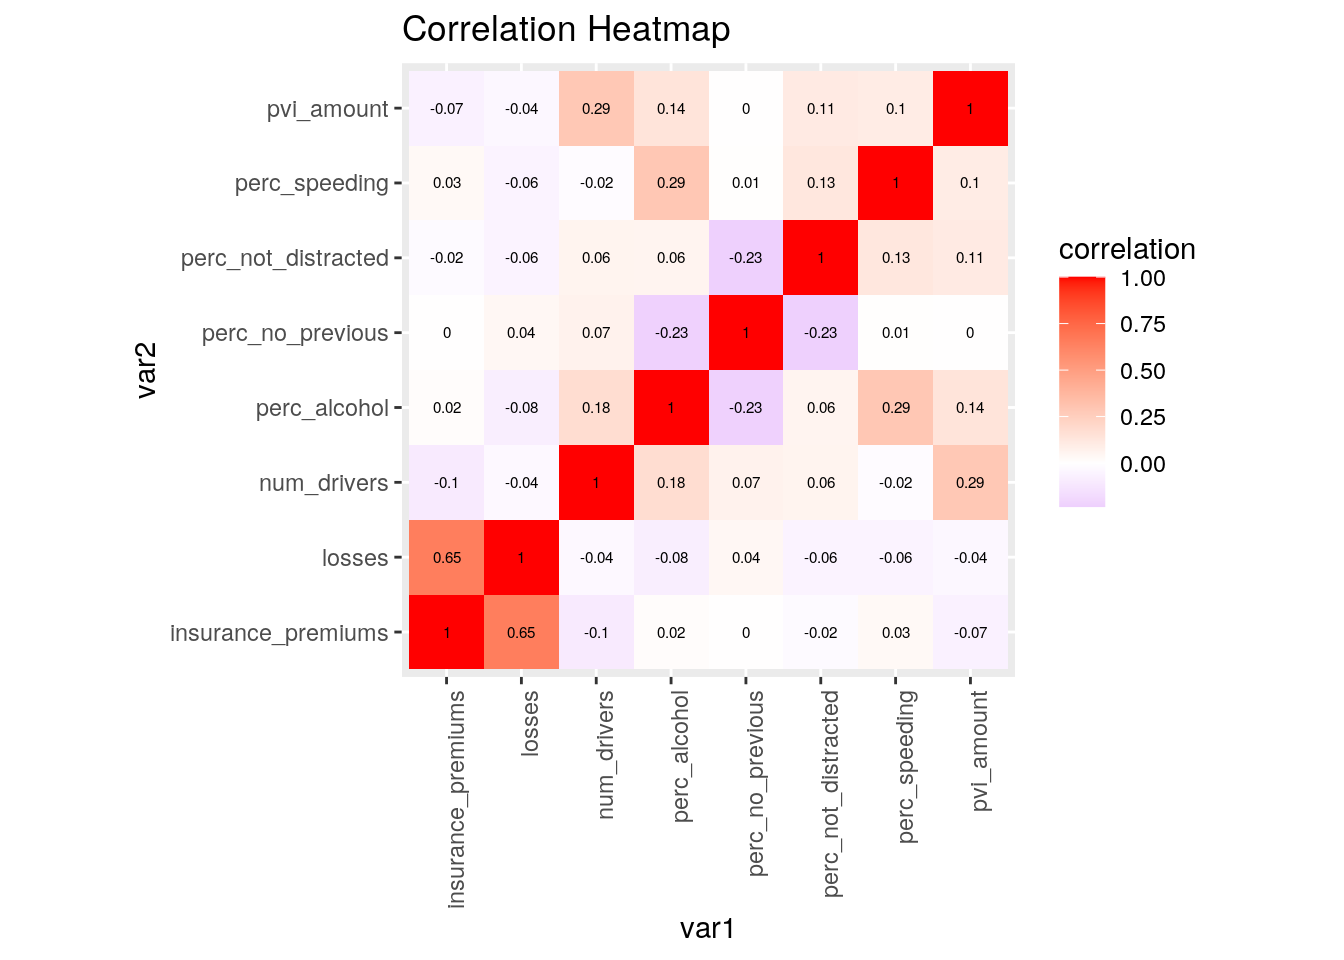 Correlation Heatmap
pvi_amount -0.07 -0.04 0.29 0.14 0 0.11 0.1 1
perc_speeding 0.03 -0.06 -0.02 0.29 0.01 0.13 1 0.1
perc_not_distracted -0.02 -0.06 0.06 0.06 -0.23 1 0.13 0.11
perc_no_previous 0 0.04 0.07 -0.23 1 -0.23 0.01 0
perc_alcohol 0.02 -0.08 0.18 1 -0.23 0.06 0.29 0.14
num_drivers -0.1 -0.04 1 0.18 0.07 0.06 -0.02 0.29
losses 0.65 1 -0.04 -0.08 0.04 -0.06 -0.06 -0.04
insurance_premiums 1 0.65 -0.1 0.02 0 -0.02 0.03 -0.07
var2
insurance_premiums
losses
num_drivers
perc_alcohol
perc_no_previous
perc_not_distracted
perc_speeding
pvi_amount
var1
correlation
1.00
0.75
0.50
0.25
0.00